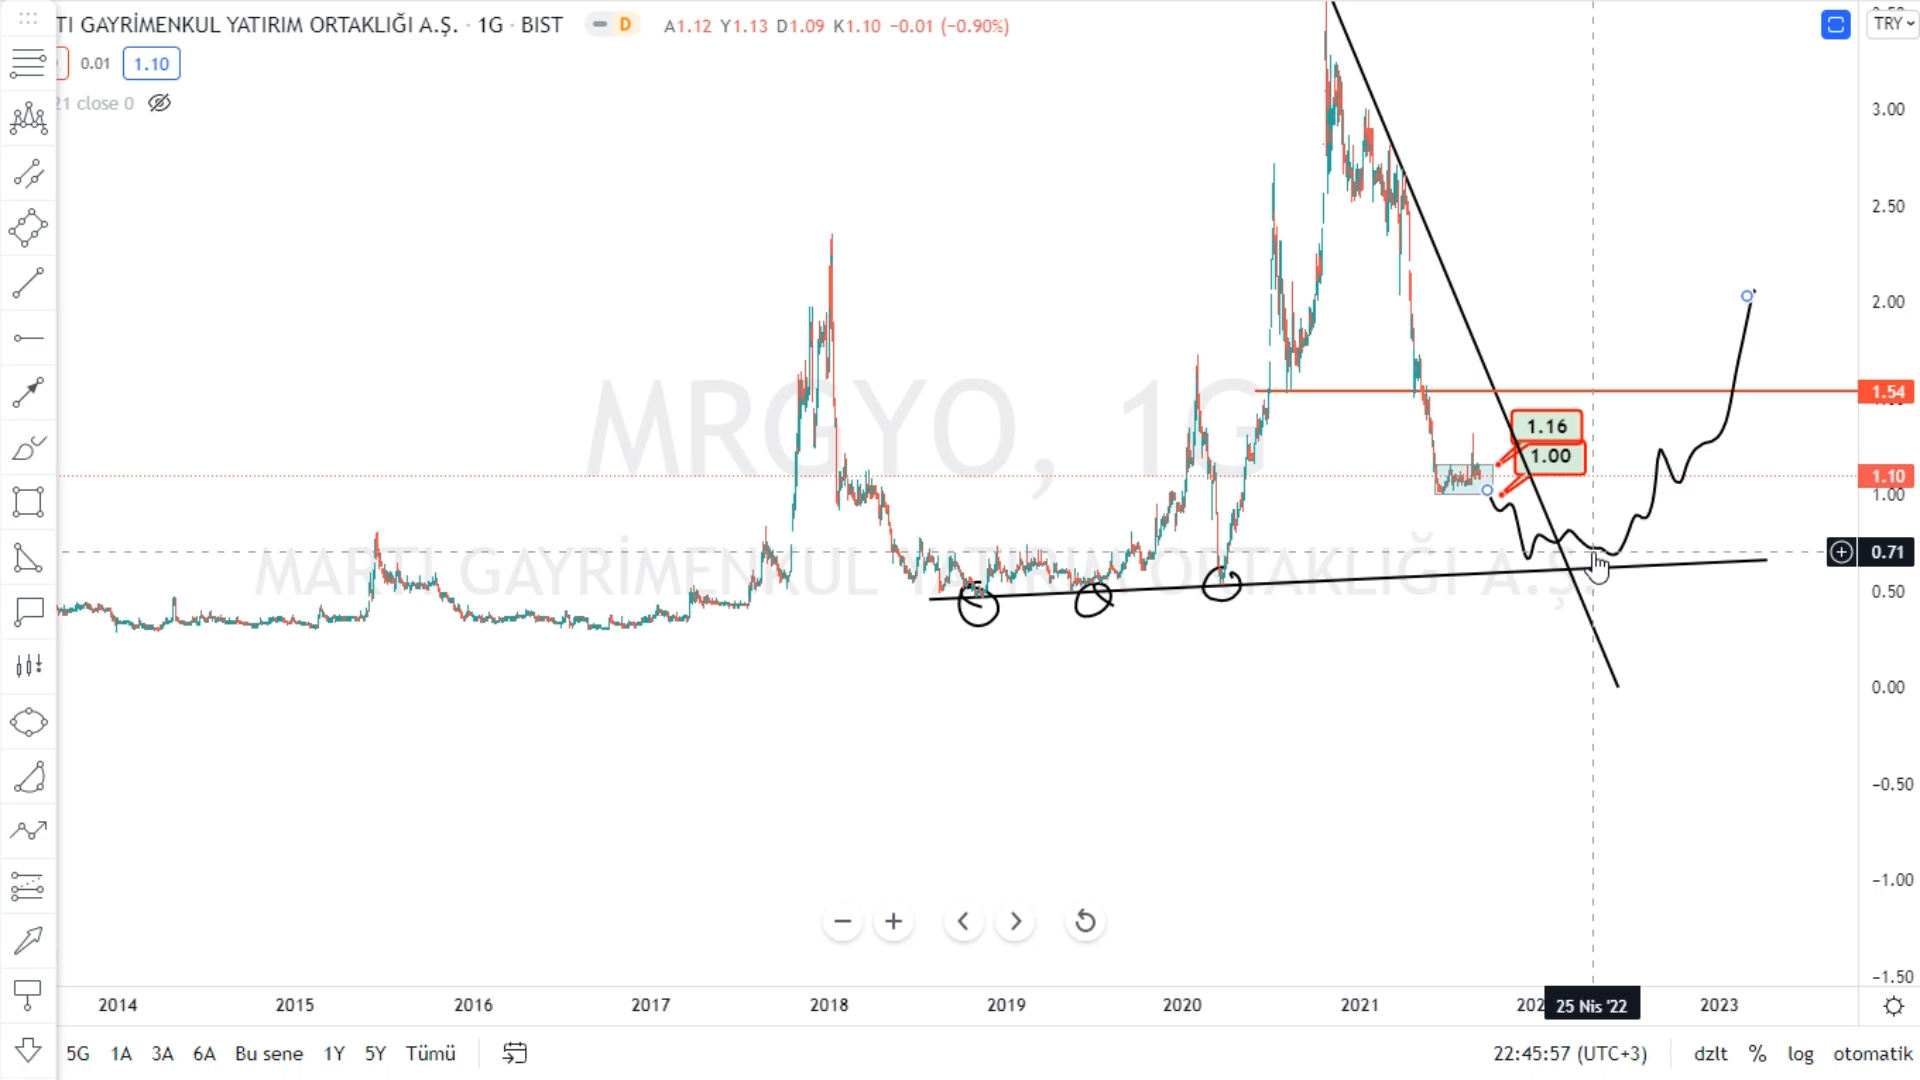 TI GAYRİMENKUL YATIRIM ORTAKLIĞI A.Ş. · 1G · BIST D A1.12 Y1.13 D1.09 K1.10 −0.01 (−0.90%)
TRY
0.01 1.10
21 close 0
3.00
2.50
2.00
1.54
1.16
1.00
1.10
1.00
0.71
0.50
0.00
−0.50
−1.00
−1.50
MRGYO, 1G
MARTI GAYRİMENKUL YATIRIM ORTAKLIĞI A.Ş.
2014 2015 2016 2017 2018 2019 2020 2021 202 25 Nis '22 2023
5G 1A 3A 6A Bu sene 1Y 5Y Tümü 22:45:57 (UTC+3) dzlt % log otomatik